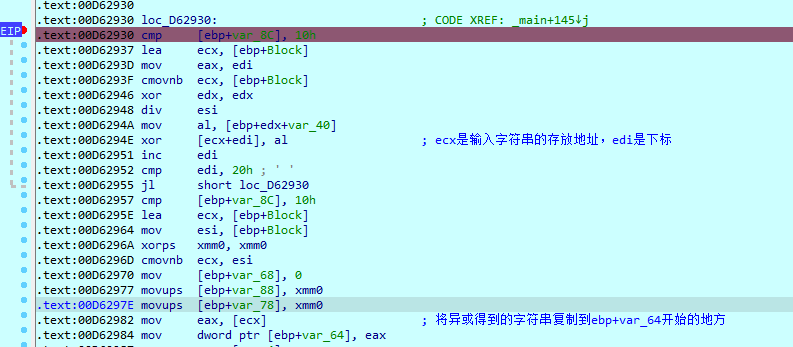 .text:00D62930
.text:00D62930 loc_D62930: ; CODE XREF: _main+145↓j
EIP .text:00D62930 cmp [ebp+var_8C], 10h
.text:00D62937 lea ecx, [ebp+Block]
.text:00D6293D mov eax, edi
.text:00D6293F cmovnb ecx, [ebp+Block]
.text:00D62946 xor edx, edx
.text:00D62948 div esi
.text:00D6294A mov al, [ebp+edx+var_40]
.text:00D6294E xor [ecx+edi], al ; ecx是输入字符串的存放地址，edi是下标
.text:00D62951 inc edi
.text:00D62952 cmp edi, 20h ; ' '
.text:00D62955 jl short loc_D62930
.text:00D62957 cmp [ebp+var_8C], 10h
.text:00D6295E lea ecx, [ebp+Block]
.text:00D62964 mov esi, [ebp+Block]
.text:00D6296A xorps xmm0, xmm0
.text:00D6296D cmovnb ecx, esi
.text:00D62970 mov [ebp+var_68], 0
.text:00D62977 movups [ebp+var_88], xmm0
.text:00D6297E movups [ebp+var_78], xmm0
.text:00D62982 mov eax, [ecx] ; 将异或得到的字符串复制到ebp+var_64开始的地方
.text:00D62984 mov dword ptr [ebp+var_64], eax